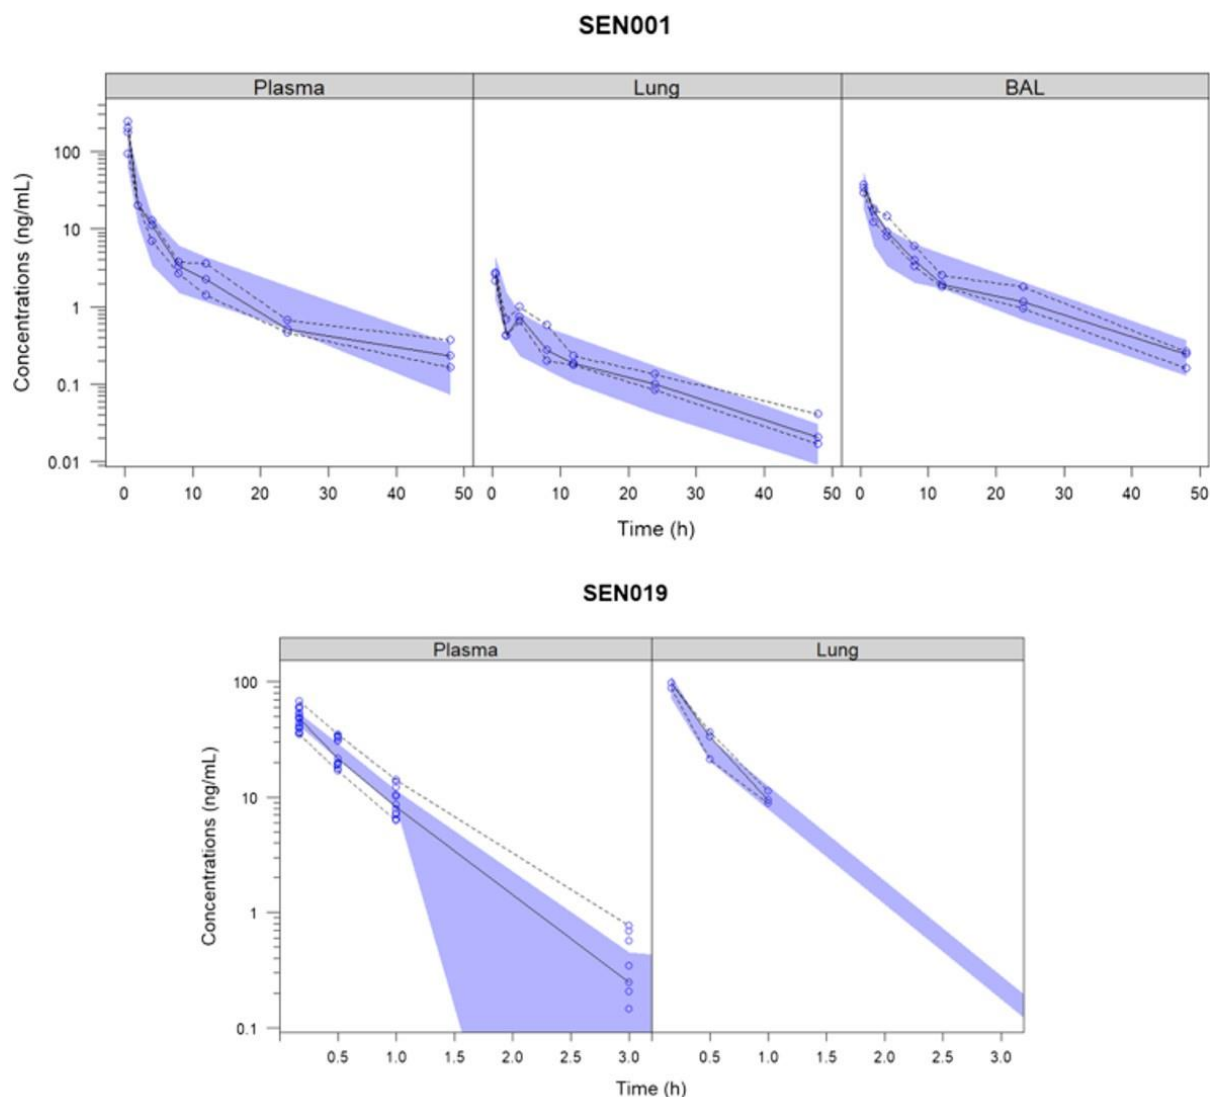 SEN001
Plasma Lung BAL
Concentrations (ng/mL)
100
10
1
0.1
0.01
0 10 20 30 40 50 0 10 20 30 40 50 0 10 20 30 40 50
Time (h)
SEN019
Plasma Lung
Concentrations (ng/mL)
100
10
1
0.1
0.5 1.0 1.5 2.0 2.5 3.0 0.5 1.0 1.5 2.0 2.5 3.0
Time (h)